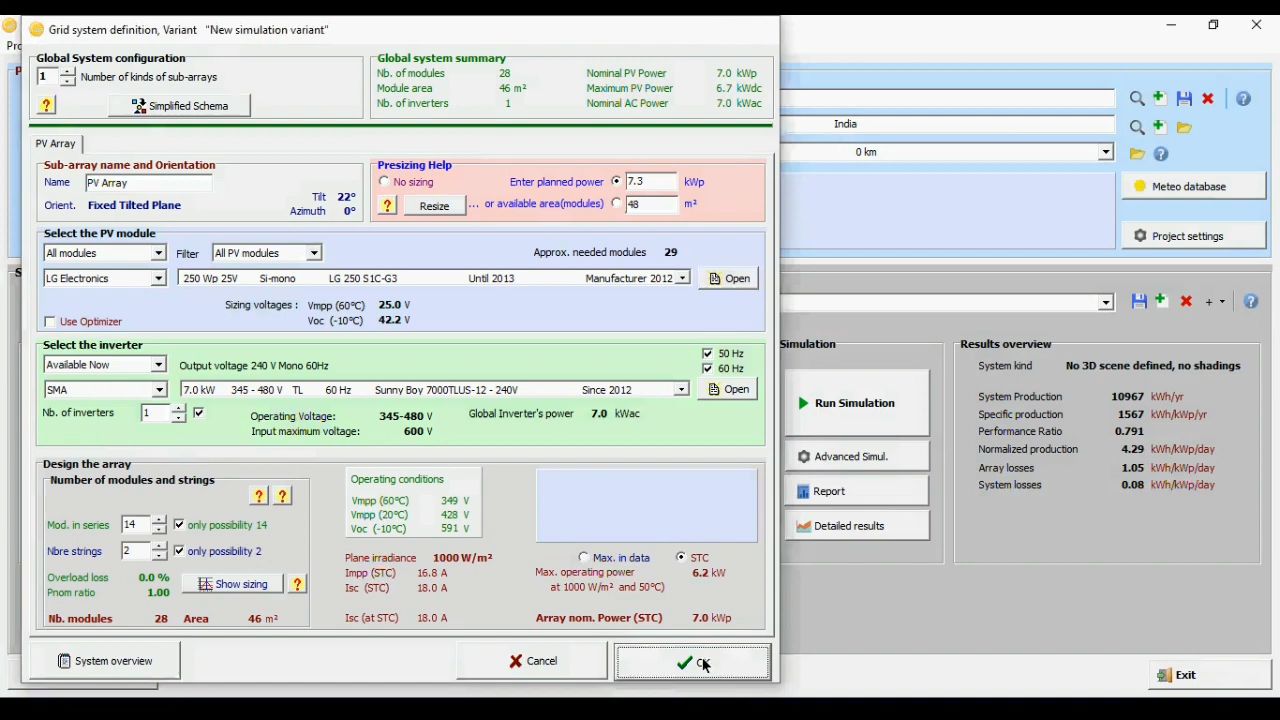 Grid system definition, Variant "New simulation variant"
Global System configuration
1 Number of kinds of sub-arrays
? Simplified Schema
Global system summary
Nb. of modules 28 Nominal PV Power 7.0 kWp
Module area 46 m² Maximum PV Power 6.7 kWdc
Nb. of inverters 1 Nominal AC Power 7.0 kWac
PV Array
Sub-array name and Orientation
Name PV Array
Orient. Fixed Tilted Plane
Tilt 22°
Azimuth 0°
Presizing Help
No sizing Enter planned power 7.3 kWp
? Resize ... or available area(modules) 48 m²
Select the PV module
All modules Filter All PV modules Approx. needed modules 29
LG Electronics 250 Wp 25V Si-mono LG 250 S1C-G3 Until 2013 Manufacturer 2012 Open
Sizing voltages : Vmpp (60°C) 25.0 V
Voc (-10°C) 42.2 V
Use Optimizer
Select the inverter
50 Hz
Available Now Output voltage 240 V Mono 60Hz 60 Hz
SMA 7.0 kW 345 - 480 V TL 60 Hz Sunny Boy 7000TLUS-12 - 240V Since 2012 Open
Nb. of inverters 1 Operating Voltage: 345-480 V Global Inverter's power 7.0 kWac
Input maximum voltage: 600 V
Design the array
Number of modules and strings
? ?
Mod. in series 14 only possibility 14
Nbre strings 2 only possibility 2
Overload loss 0.0 %
Pnom ratio 1.00
Show sizing ?
Nb. modules 28 Area 46 m²
Operating conditions
Vmpp (60°C) 349 V
Vmpp (20°C) 428 V
Voc (-10°C) 591 V
Plane irradiance 1000 W/m²
Impp (STC) 16.8 A
Isc (STC) 18.0 A
Isc (at STC) 18.0 A
Max. in data STC
Max. operating power 6.2 kW
at 1000 W/m² and 50°C)
Array nom. Power (STC) 7.0 kWp
System overview Cancel
India
0 km
Meteo database
Project settings
Simulation
Run Simulation
Advanced Simul.
Report
Detailed results
Results overview
System kind No 3D scene defined, no shadings
System Production 10967 kWh/yr
Specific production 1567 kWh/kWp/yr
Performance Ratio 0.791
Normalized production 4.29 kWh/kWp/day
Array losses 1.05 kWh/kWp/day
System losses 0.08 kWh/kWp/day
Exit